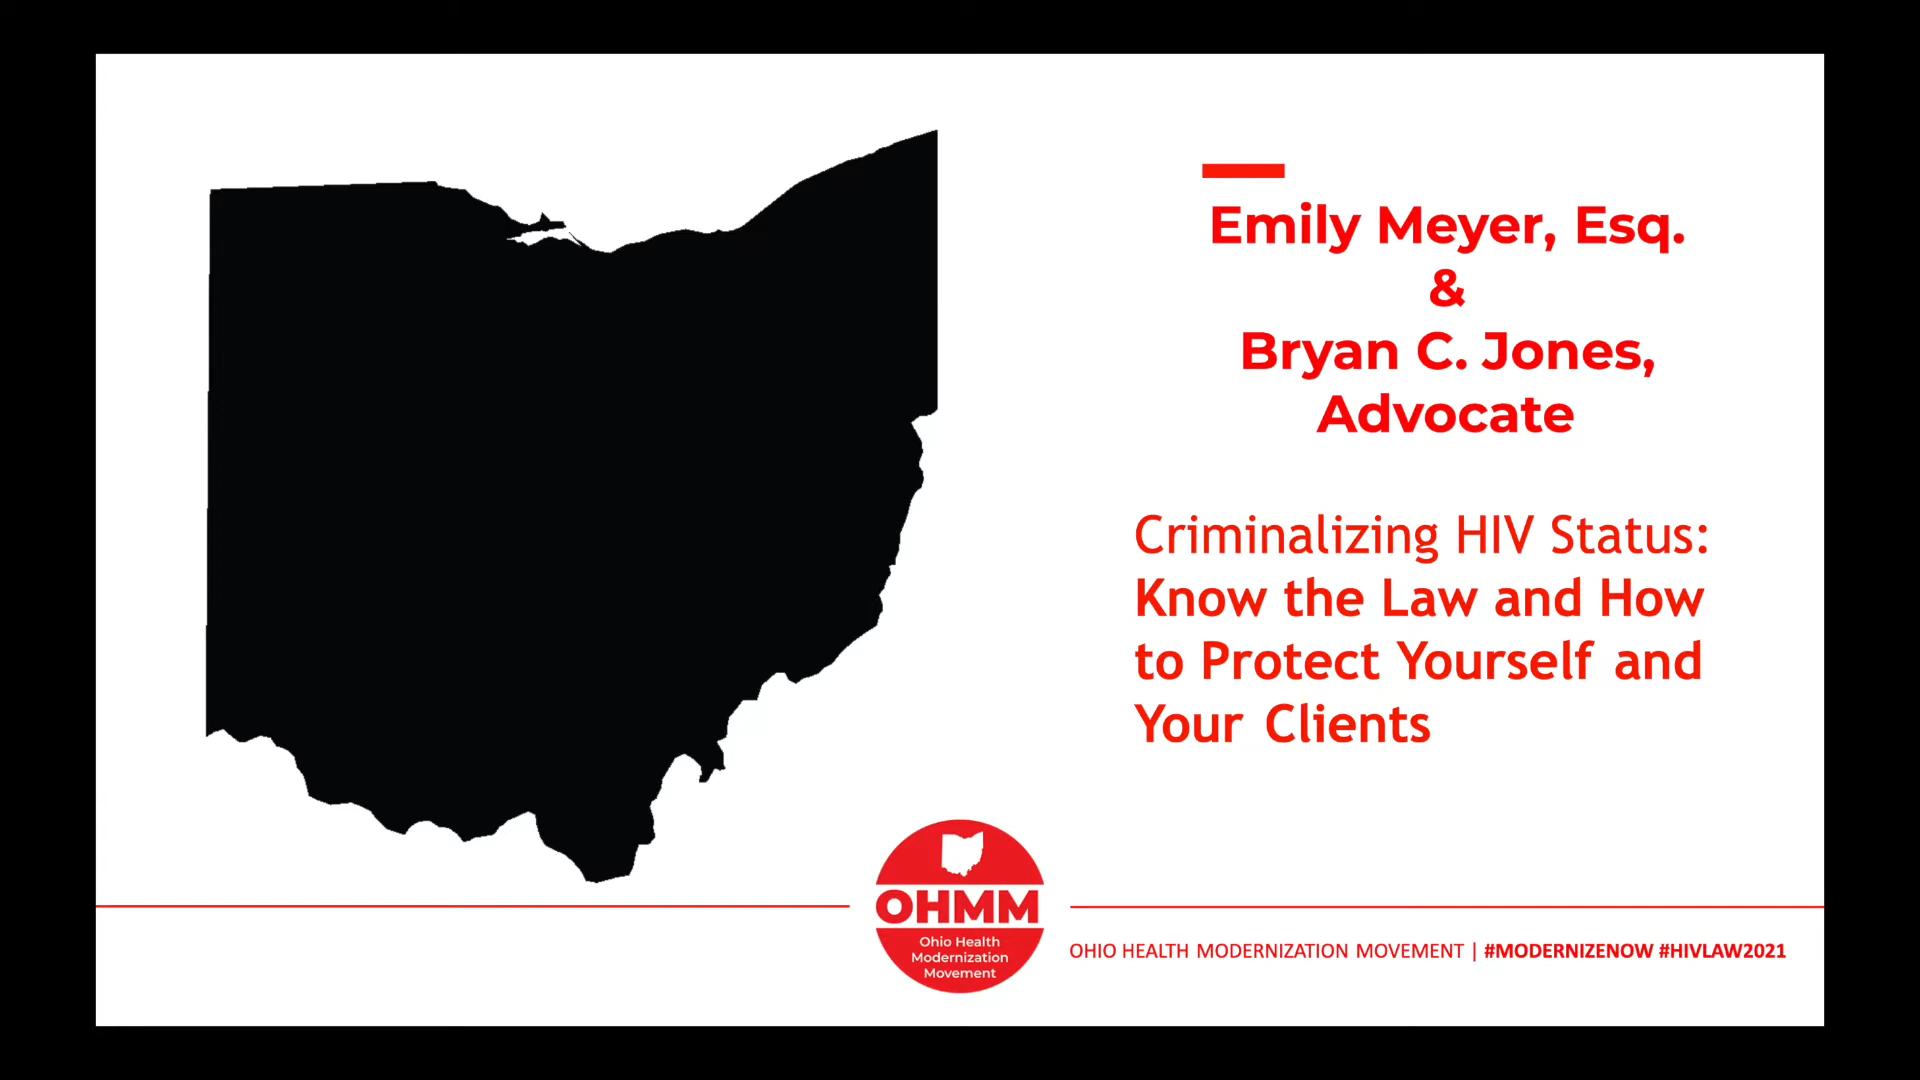 Emily Meyer, Esq.
&
Bryan C. Jones,
Advocate
Criminalizing HIV Status:
Know the Law and How
to Protect Yourself and
Your Clients
OHMM
Ohio Health
Modernization
Movement
OHIO HEALTH MODERNIZATION MOVEMENT | #MODERNIZENOW #HIVLAW2021